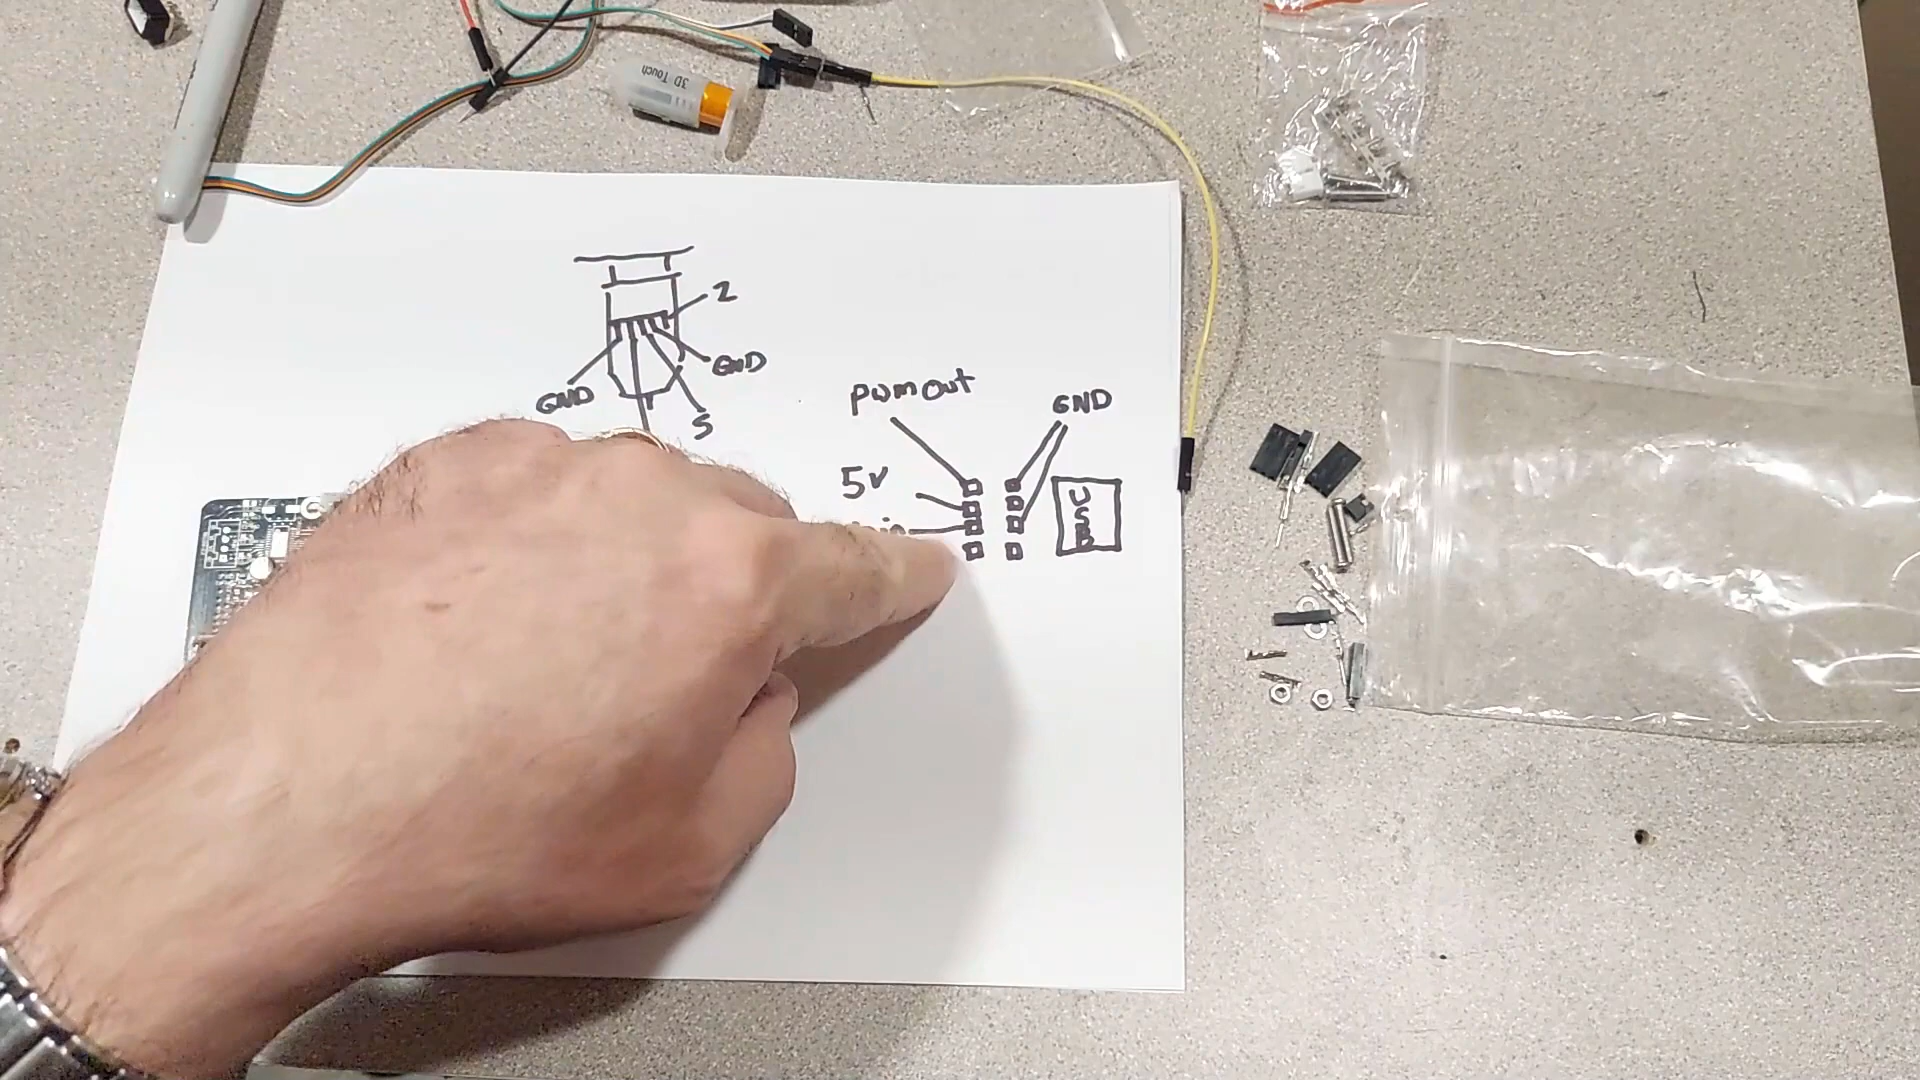 3D Touch
Z
GND
GND
S
pwm out
GND
5v
USB